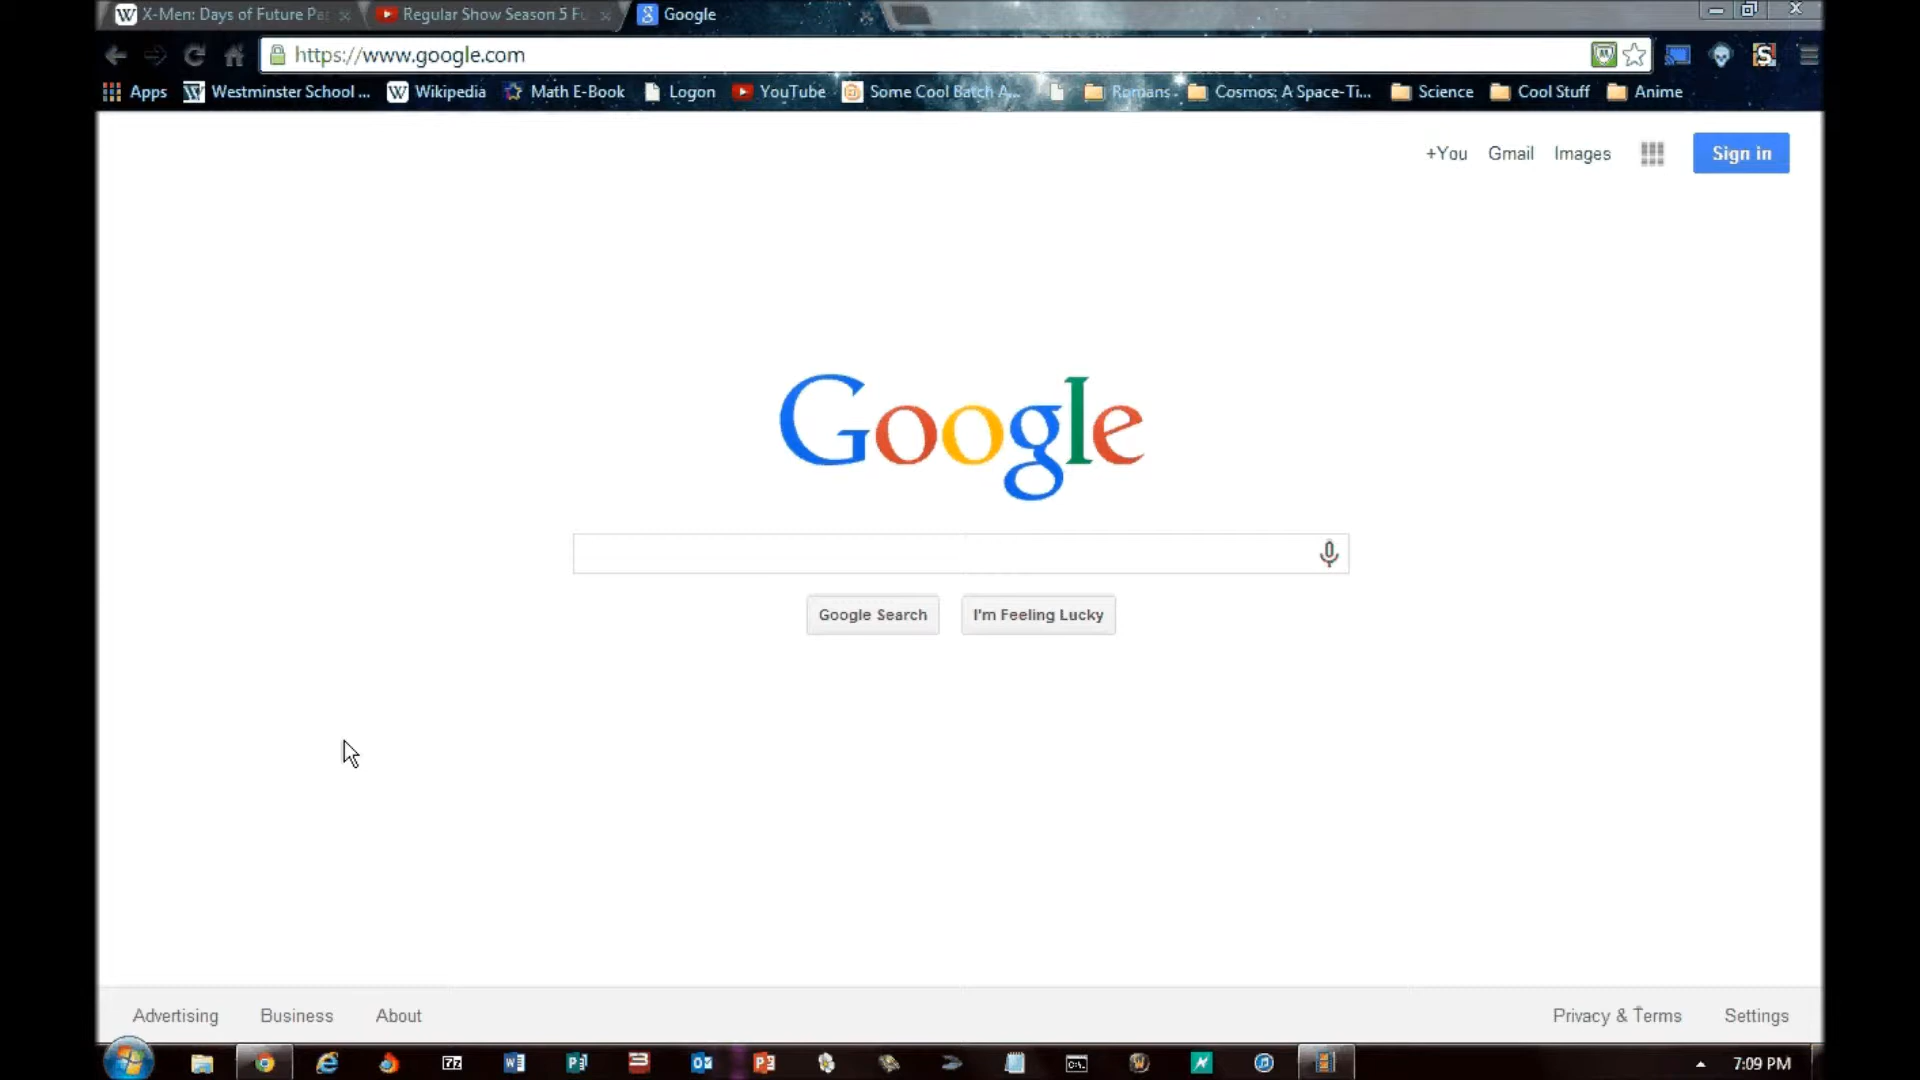 X-Men: Days of Future Pa
Regular Show Season 5 Fu
Google
https://www.google.com
Apps
Westminster School ...
Wikipedia
Math E-Book
Logon
YouTube
Some Cool Batch A...
Romans
Cosmos: A Space-Ti...
Science
Cool Stuff
Anime
+You
Gmail
Images
Sign in
Google
Google Search
I'm Feeling Lucky
Advertising
Business
About
Privacy & Terms
Settings
7:09 PM